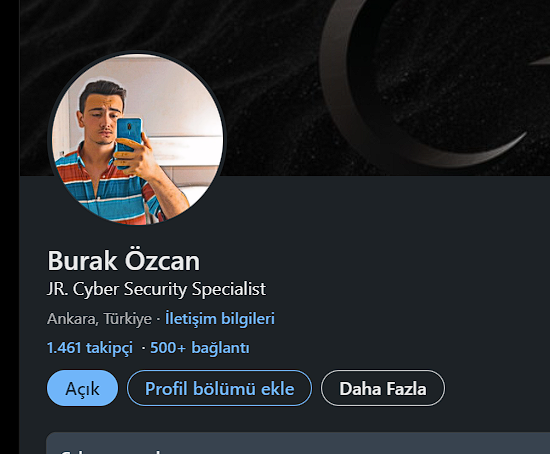 Burak Özcan
JR. Cyber Security Specialist
Ankara, Türkiye · İletişim bilgileri
1.461 takipçi · 500+ bağlantı
Açık Profil bölümü ekle Daha Fazla